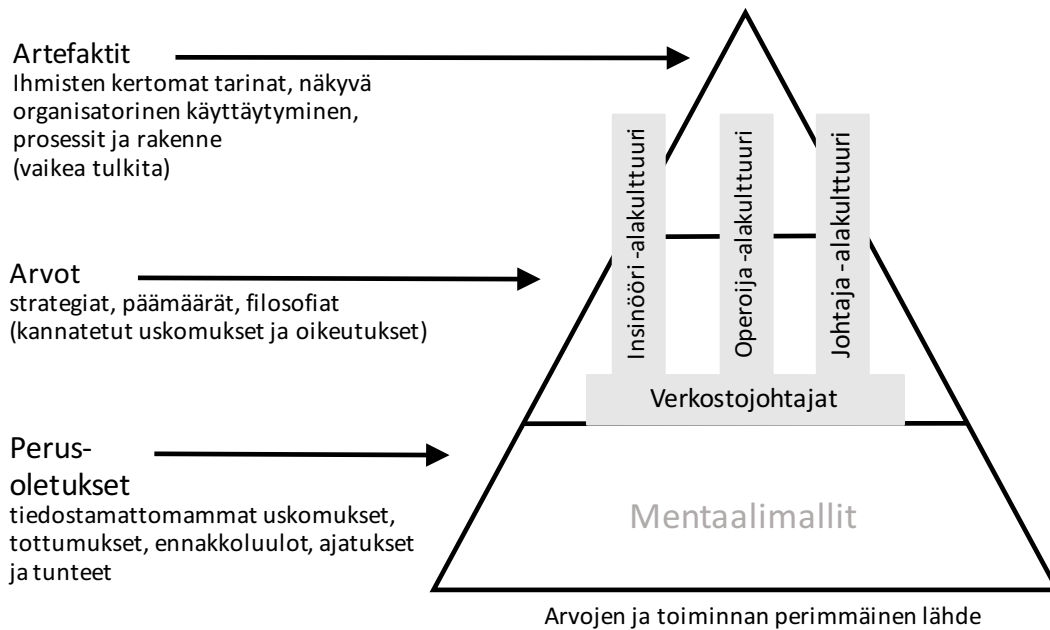 Artefaktit
Ihmisten kertomat tarinat, näkyvä
organisatorinen käyttäytyminen,
prosessit ja rakenne
(vaikea tulkita)
Arvot
strategiat, päämäärät, filosofiat
(kannatetut uskomukset ja oikeutukset)
Perus-
oletukset
tiedostamattomammat uskomukset,
tottumukset, ennakkoluulot, ajatukset
ja tunteet
Insinööri -alakulttuuri
Operoija -alakulttuuri
Johtaja -alakulttuuri
Verkostojohtajat
Mentaalimallit
Arvojen ja toiminnan perimmäinen lähde